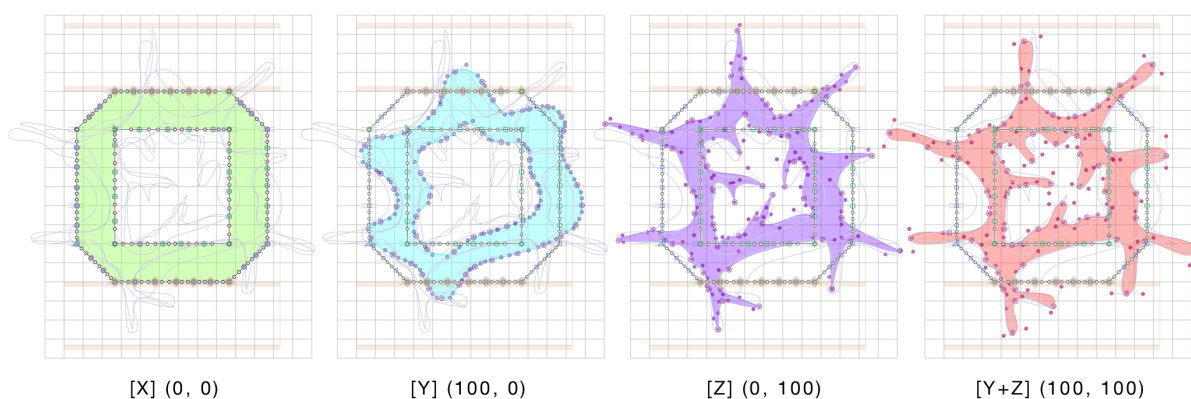 [X] (0, 0)
[Y] (100, 0)
[Z] (0, 100)
[Y+Z] (100, 100)